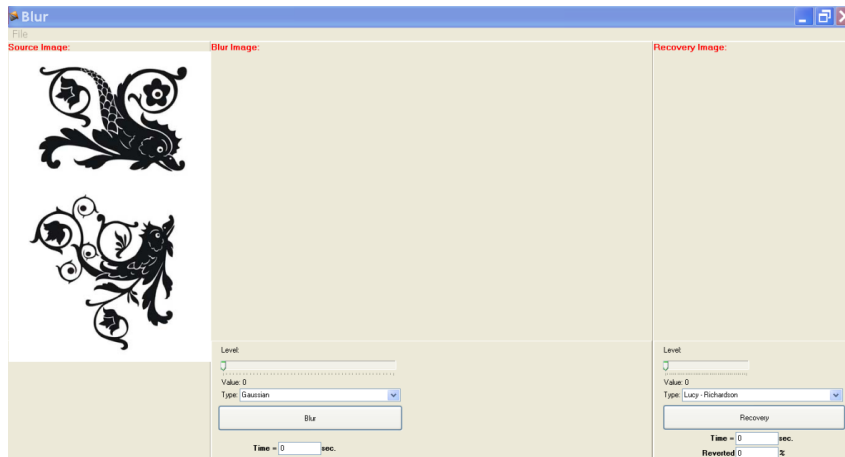 Blur
File
Source Image:
Blur Image:
Recovery Image:
Level:
Value: 0
Type: Gaussian
Blur
Time = 0 sec.
Level:
Value: 0
Type: Lucy - Richardson
Recovery
Time = 0 sec.
Reverted 0 %